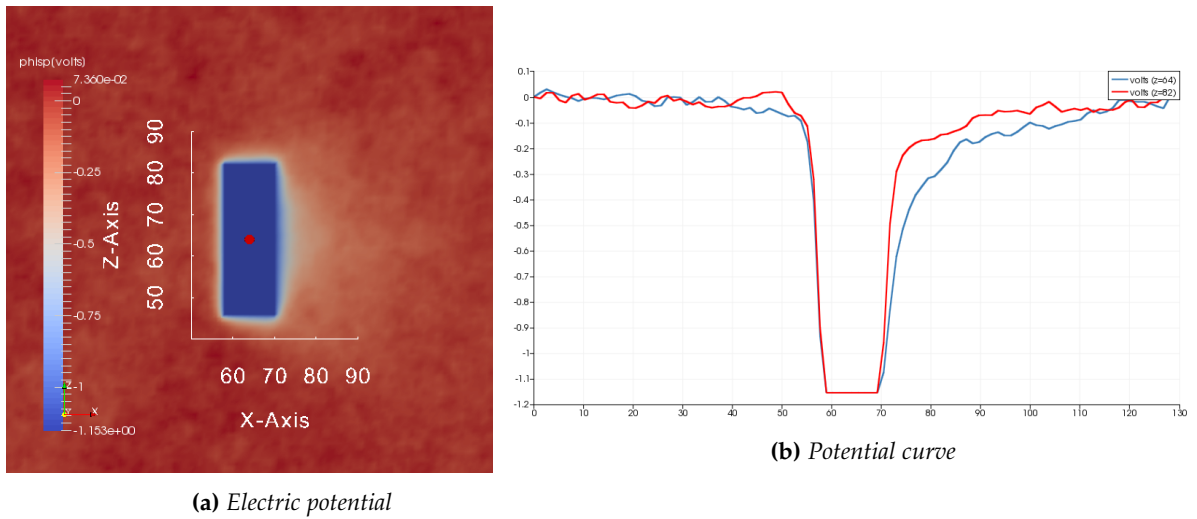 phisp(volts)
7.360e-02
0
-0.25
-0.5
-0.75
-1
-1.153e+00
Z-Axis
90
80
70
60
50
60 70 80 90
X-Axis
Z
Y
X
(a) Electric potential
0.1
0
-0.1
-0.2
-0.3
-0.4
-0.5
-0.6
-0.7
-0.8
-0.9
-1
-1.1
-1.2
0 10 20 30 40 50 60 70 80 90 100 110 120 130
volts (z=64)
volts (z=82)
(b) Potential curve